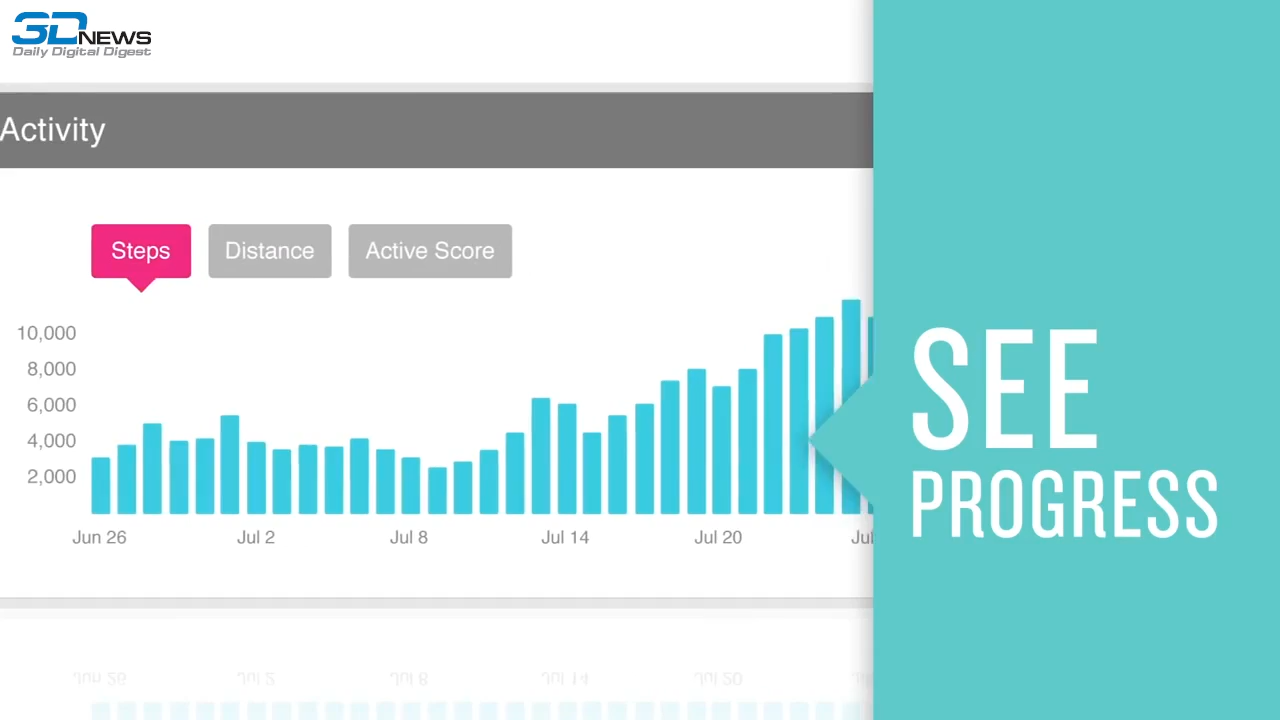 3DNEWS
Daily Digital Digest
Activity
Steps Distance Active Score
10,000
8,000
6,000
4,000
2,000
Jun 26 Jul 2 Jul 8 Jul 14 Jul 20
SEE
PROGRESS